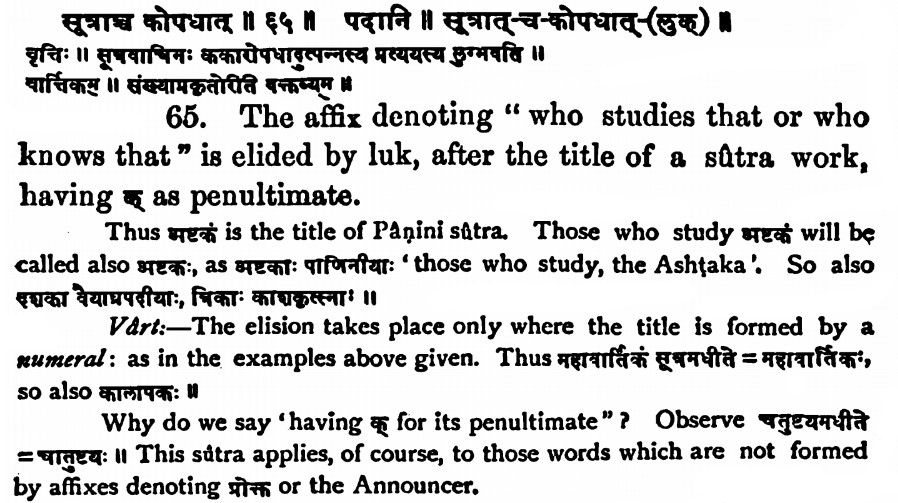 सूत्राच्च कोपधात् ॥ ६५ ॥ पदानि ॥ सूत्रात्-च-कोपधात्-(लुक्) ॥
वृत्तिः ॥ सूत्रवाचिनः ककारोपधादुत्पन्नस्य प्रत्ययस्य लुग्भवति ॥
वार्त्तिकम् ॥ संख्याप्रकृतोरिति वक्तव्यम् ॥
65. The affix denoting “ who studies that or who
knows that ” is elided by luk, after the title of a sûtra work,
having क् as penultimate.
Thus अष्टकं is the title of Pâṇini sûtra. Those who study अष्टकं will be
called also अष्टकः, as अष्टकाः पाणिनीयाः ‘ those who study, the Ashṭaka ’. So also
दशका वैयाघ्रपदीयाः, त्रिकाः काशकृत्स्नाः ॥
Vârt:—The elision takes place only where the title is formed by a
numeral: as in the examples above given. Thus महावार्तिकं सूत्रमधीते = महावार्तिकः,
so also कालापकः ॥
Why do we say ‘having क् for its penultimate” ? Observe चतुष्टयमधीते
=चातुष्टयः ॥ This sûtra applies, of course, to those words which are not formed
by affixes denoting प्रोक्त or the Announcer.